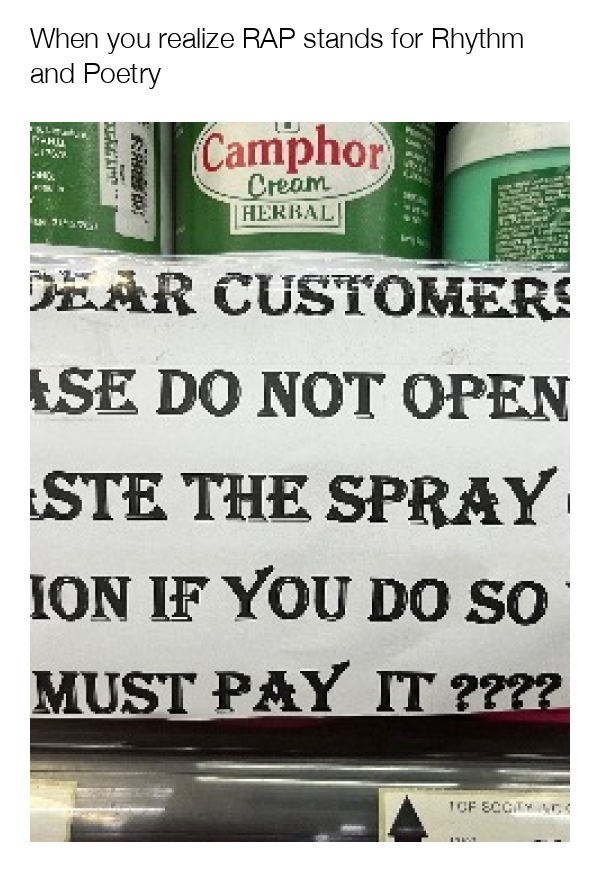 When you realize RAP stands for Rhythm
and Poetry
Camphor
Cream
HERBAL
DEAR CUSTOMERS
ASE DO NOT OPEN
ASTE THE SPRAY
ION IF YOU DO SO
MUST PAY IT ????